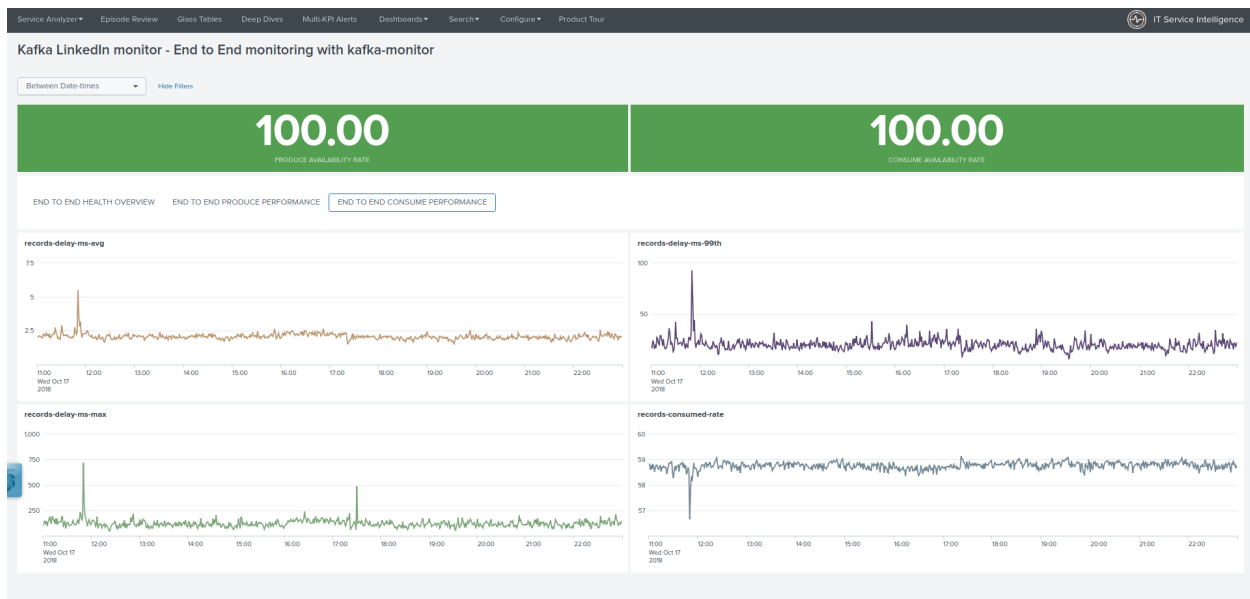 Service Analyzer▾ Episode Review Glass Tables Deep Dives Multi-KPI Alerts Dashboards▾ Search▾ Configure▾ Product Tour IT Service Intelligence
Kafka LinkedIn monitor - End to End monitoring with kafka-monitor
Between Date-times Hide Filters
100.00
PRODUCE AVAILABILITY RATE
100.00
CONSUME AVAILABILITY RATE
END TO END HEALTH OVERVIEW END TO END PRODUCE PERFORMANCE END TO END CONSUME PERFORMANCE
records-delay-ms-avg
7.5
5
2.5
11:00 12:00 13:00 14:00 15:00 16:00 17:00 18:00 19:00 20:00 21:00 22:00
Wed Oct 17
2018
records-delay-ms-99th
100
50
11:00 12:00 13:00 14:00 15:00 16:00 17:00 18:00 19:00 20:00 21:00 22:00
Wed Oct 17
2018
records-delay-ms-max
1,000
750
500
250
11:00 12:00 13:00 14:00 15:00 16:00 17:00 18:00 19:00 20:00 21:00 22:00
Wed Oct 17
2018
records-consumed-rate
60
59
58
57
11:00 12:00 13:00 14:00 15:00 16:00 17:00 18:00 19:00 20:00 21:00 22:00
Wed Oct 17
2018